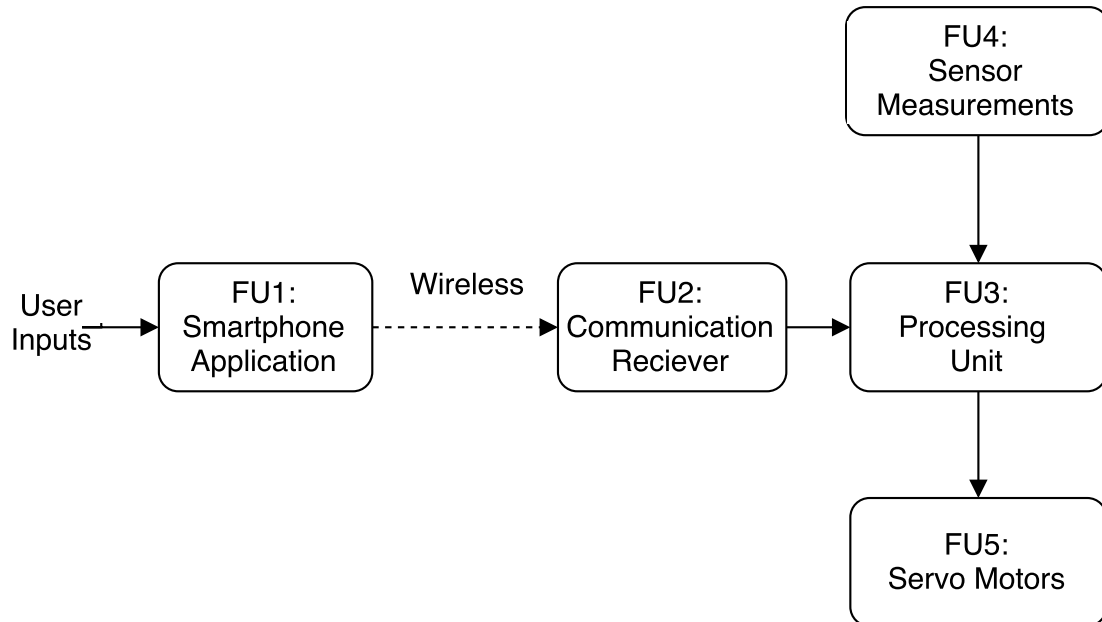 FU4:
Sensor
Measurements
User
Inputs
FU1:
Smartphone
Application
Wireless
FU2:
Communication
Reciever
FU3:
Processing
Unit
FU5:
Servo Motors